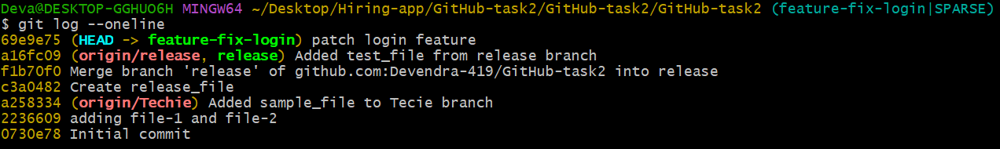 Deva@DESKTOP-GGHUO6H MINGW64 ~/Desktop/Hiring-app/GitHub-task2/GitHub-task2/GitHub-task2 (feature-fix-login|SPARSE)
$ git log --oneline
69e9e75 (HEAD -> feature-fix-login) patch login feature
a16fc09 (origin/release, release) Added test_file from release branch
f1b70f0 Merge branch 'release' of github.com:Devendra-419/GitHub-task2 into release
c3a0482 Create release_file
a258334 (origin/Techie) Added sample_file to Tecie branch
2236609 adding file-1 and file-2
0730e78 Initial commit